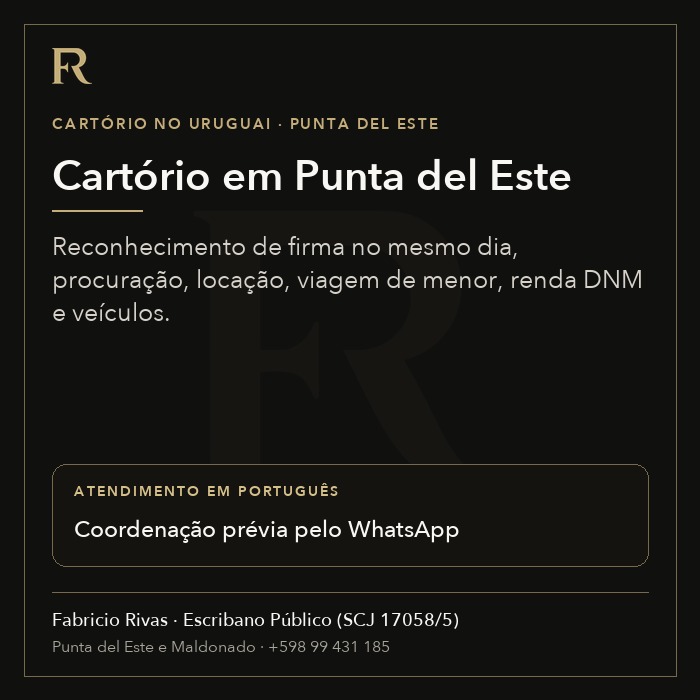 FR
CARTÓRIO NO URUGUAI · PUNTA DEL ESTE
Cartório em Punta del Este
Reconhecimento de firma no mesmo dia,
procuração, locação, viagem de menor, renda DNM
e veículos.
ATENDIMENTO EM PORTUGUÊS
Coordenação prévia pelo WhatsApp
Fabricio Rivas · Escribano Público (SCJ 17058/5)
Punta del Este e Maldonado · +598 99 431 185